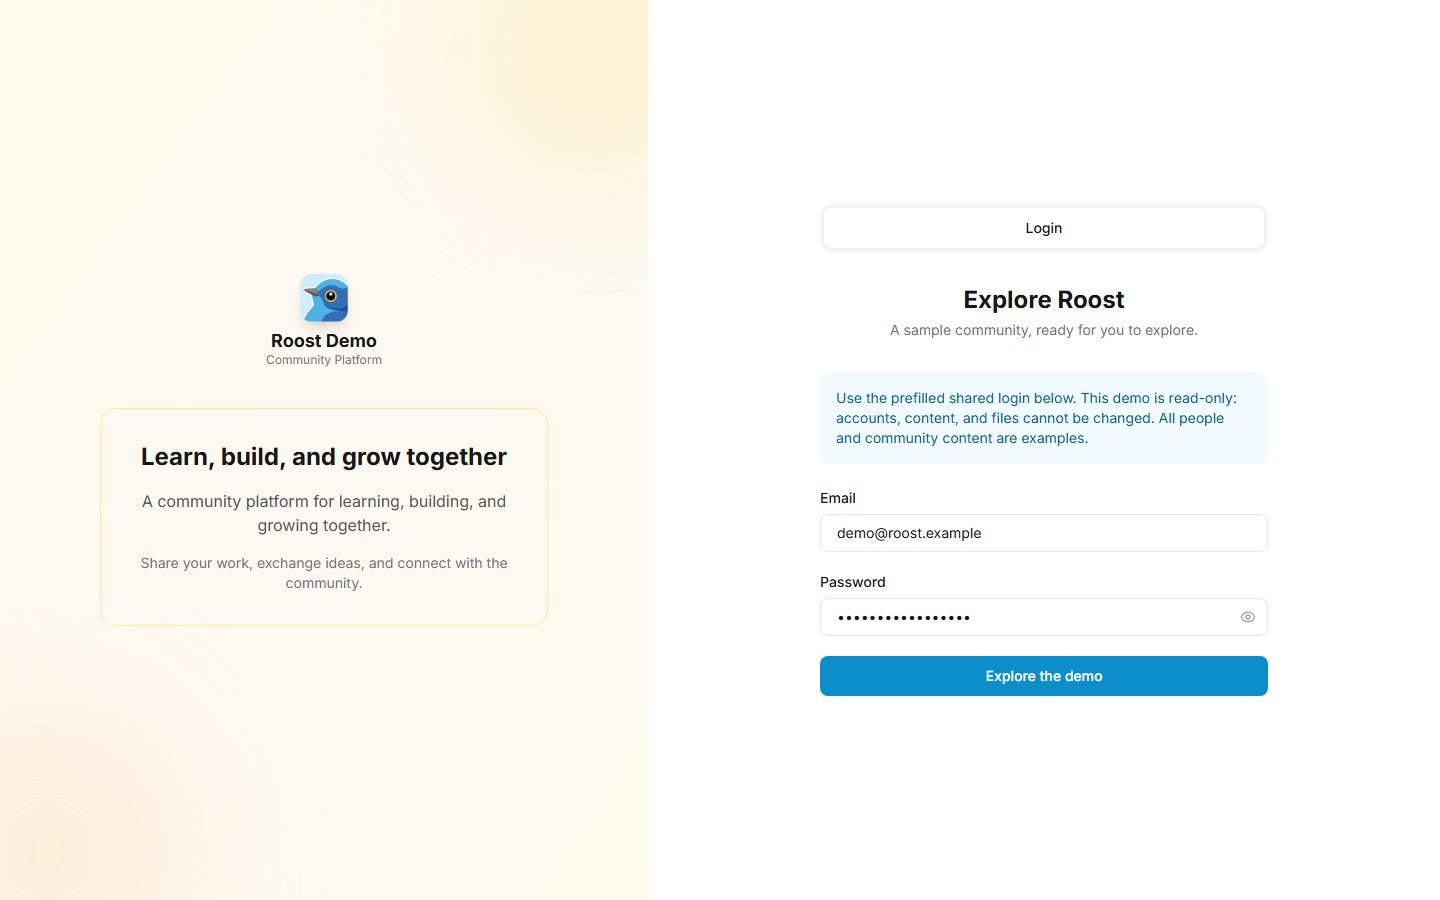 Roost Demo
Community Platform
Learn, build, and grow together
A community platform for learning, building, and
growing together.
Share your work, exchange ideas, and connect with the
community.
Login
Explore Roost
A sample community, ready for you to explore.
Use the prefilled shared login below. This demo is read-only:
accounts, content, and files cannot be changed. All people
and community content are examples.
Email
demo@roost.example
Password
•••••••••••••••••
Explore the demo